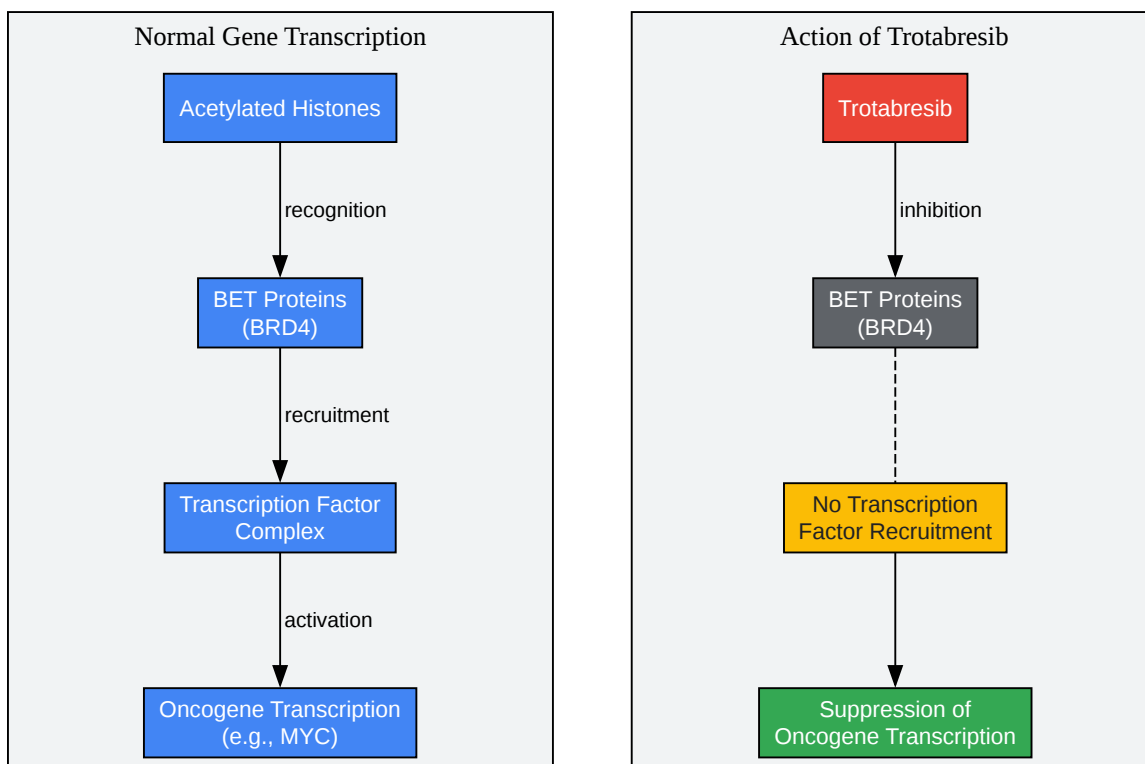 Normal Gene Transcription
Acetylated Histones
recognition
BET Proteins
(BRD4)
recruitment
Transcription Factor
Complex
activation
Oncogene Transcription
(e.g., MYC)
Action of Trotabresib
Trotabresib
inhibition
BET Proteins
(BRD4)
No Transcription
Factor Recruitment
Suppression of
Oncogene Transcription